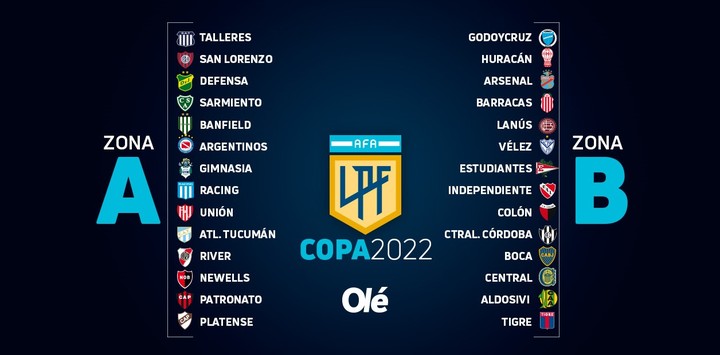 ZONA
A
TALLERES
SAN LORENZO
DEFENSA
SARMIENTO
BANFIELD
ARGENTINOS
GIMNASIA
RACING
UNIÓN
ATL. TUCUMÁN
RIVER
NEWELLS
PATRONATO
PLATENSE
AFA
LPF
COPA2022
Olé
GODOYCRUZ
HURACÁN
ARSENAL
BARRACAS
LANÚS
VÉLEZ
ESTUDIANTES
INDEPENDIENTE
COLÓN
CTRAL. CÓRDOBA
BOCA
CENTRAL
ALDOSIVI
TIGRE
ZONA
B